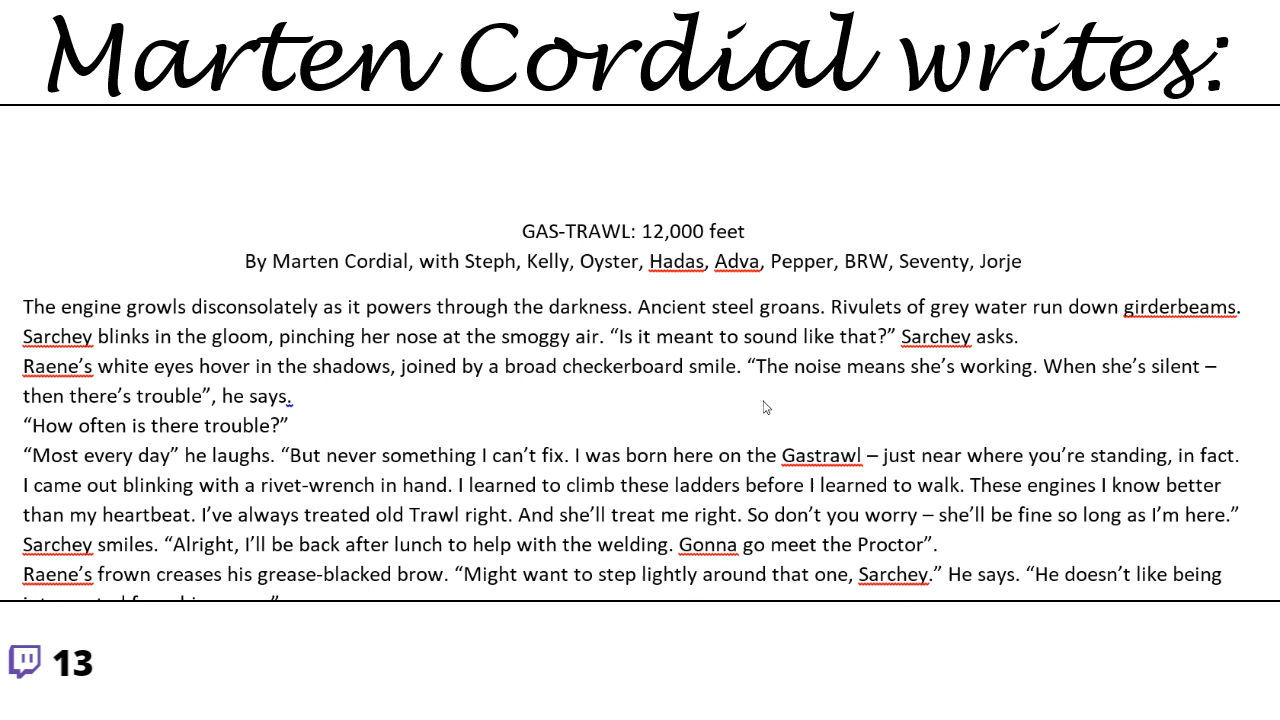 Marten Cordial writes:
GAS-TRAWL: 12,000 feet
By Marten Cordial, with Steph, Kelly, Oyster, Hadas, Adva, Pepper, BRW, Seventy, Jorje
The engine growls disconsolately as it powers through the darkness. Ancient steel groans. Rivulets of grey water run down girderbeams.
Sarchey blinks in the gloom, pinching her nose at the smoggy air. “Is it meant to sound like that?” Sarchey asks.
Raene’s white eyes hover in the shadows, joined by a broad checkerboard smile. “The noise means she’s working. When she’s silent –
then there’s trouble”, he says.
“How often is there trouble?”
“Most every day” he laughs. “But never something I can’t fix. I was born here on the Gastrawl – just near where you’re standing, in fact.
I came out blinking with a rivet-wrench in hand. I learned to climb these ladders before I learned to walk. These engines I know better
than my heartbeat. I’ve always treated old Trawl right. And she’ll treat me right. So don’t you worry – she’ll be fine so long as I’m here.”
Sarchey smiles. “Alright, I’ll be back after lunch to help with the welding. Gonna go meet the Proctor”.
Raene’s frown creases his grease-blacked brow. “Might want to step lightly around that one, Sarchey.” He says. “He doesn’t like being
13